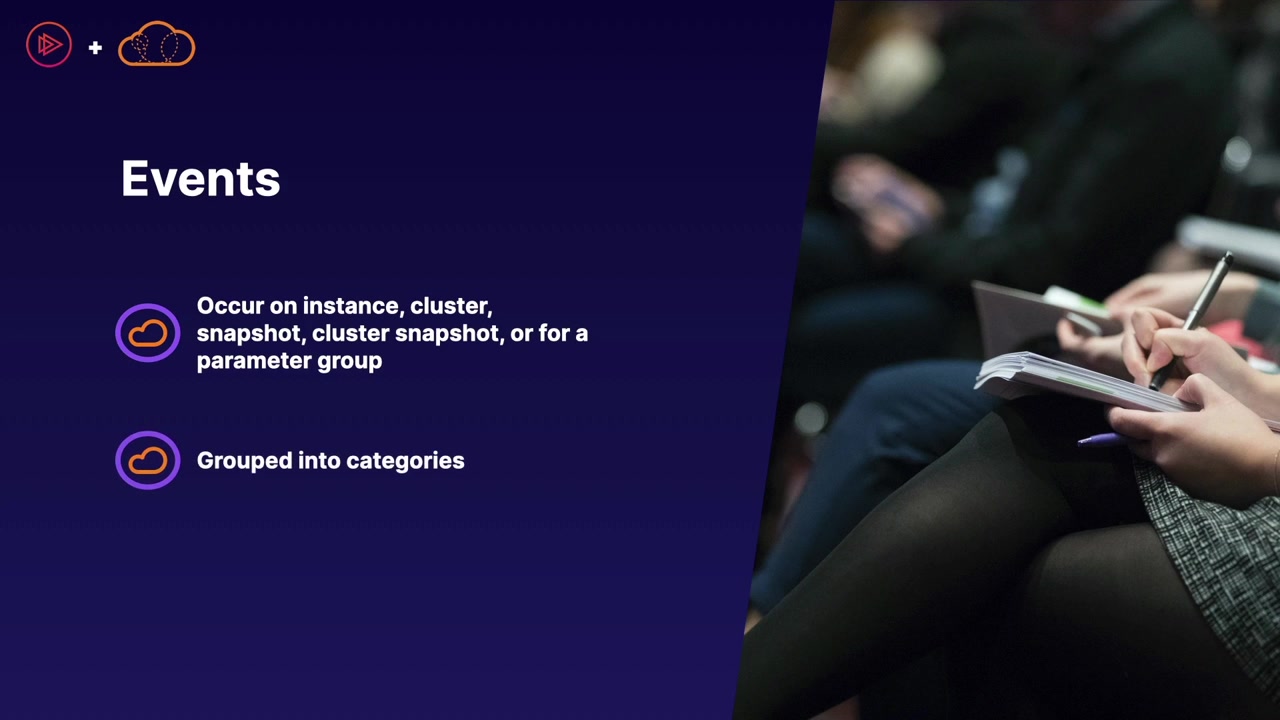 Events
Occur on instance, cluster,
snapshot, cluster snapshot, or for a
parameter group
Grouped into categories